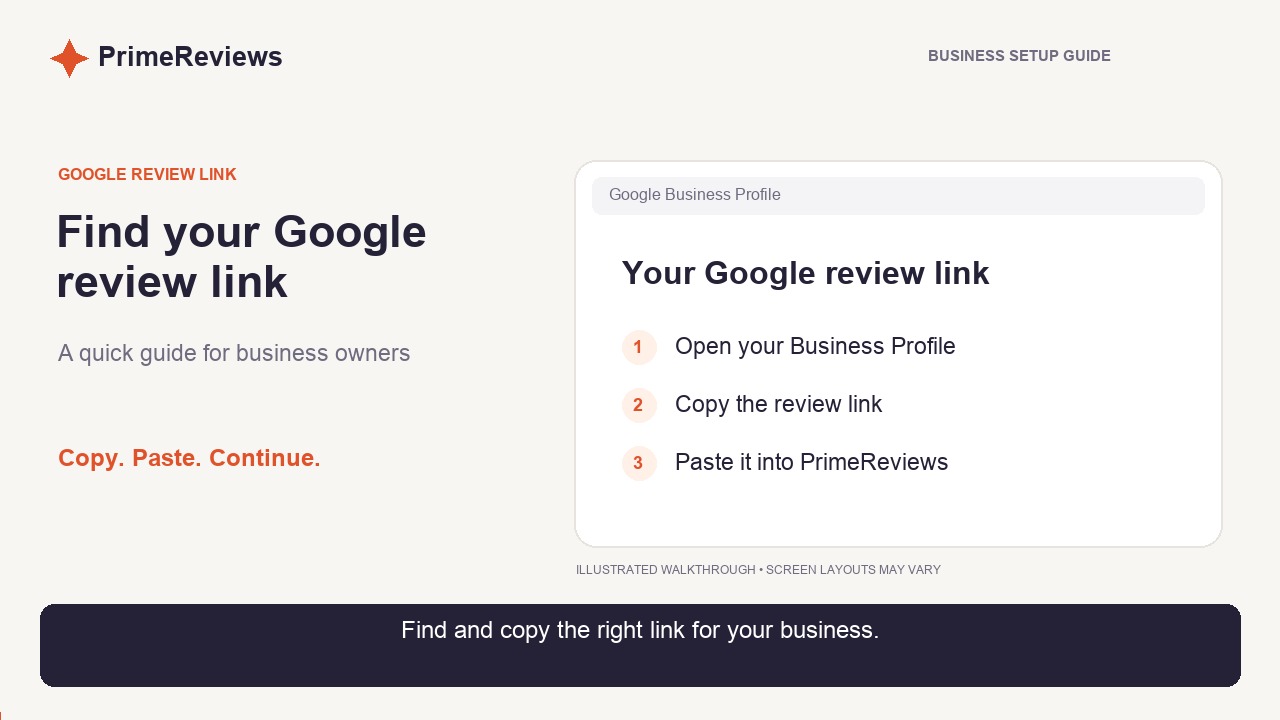 PrimeReviews
BUSINESS SETUP GUIDE
GOOGLE REVIEW LINK
Find your Google
review link
A quick guide for business owners
Copy. Paste. Continue.
Google Business Profile
Your Google review link
1 Open your Business Profile
2 Copy the review link
3 Paste it into PrimeReviews
ILLUSTRATED WALKTHROUGH • SCREEN LAYOUTS MAY VARY
Find and copy the right link for your business.